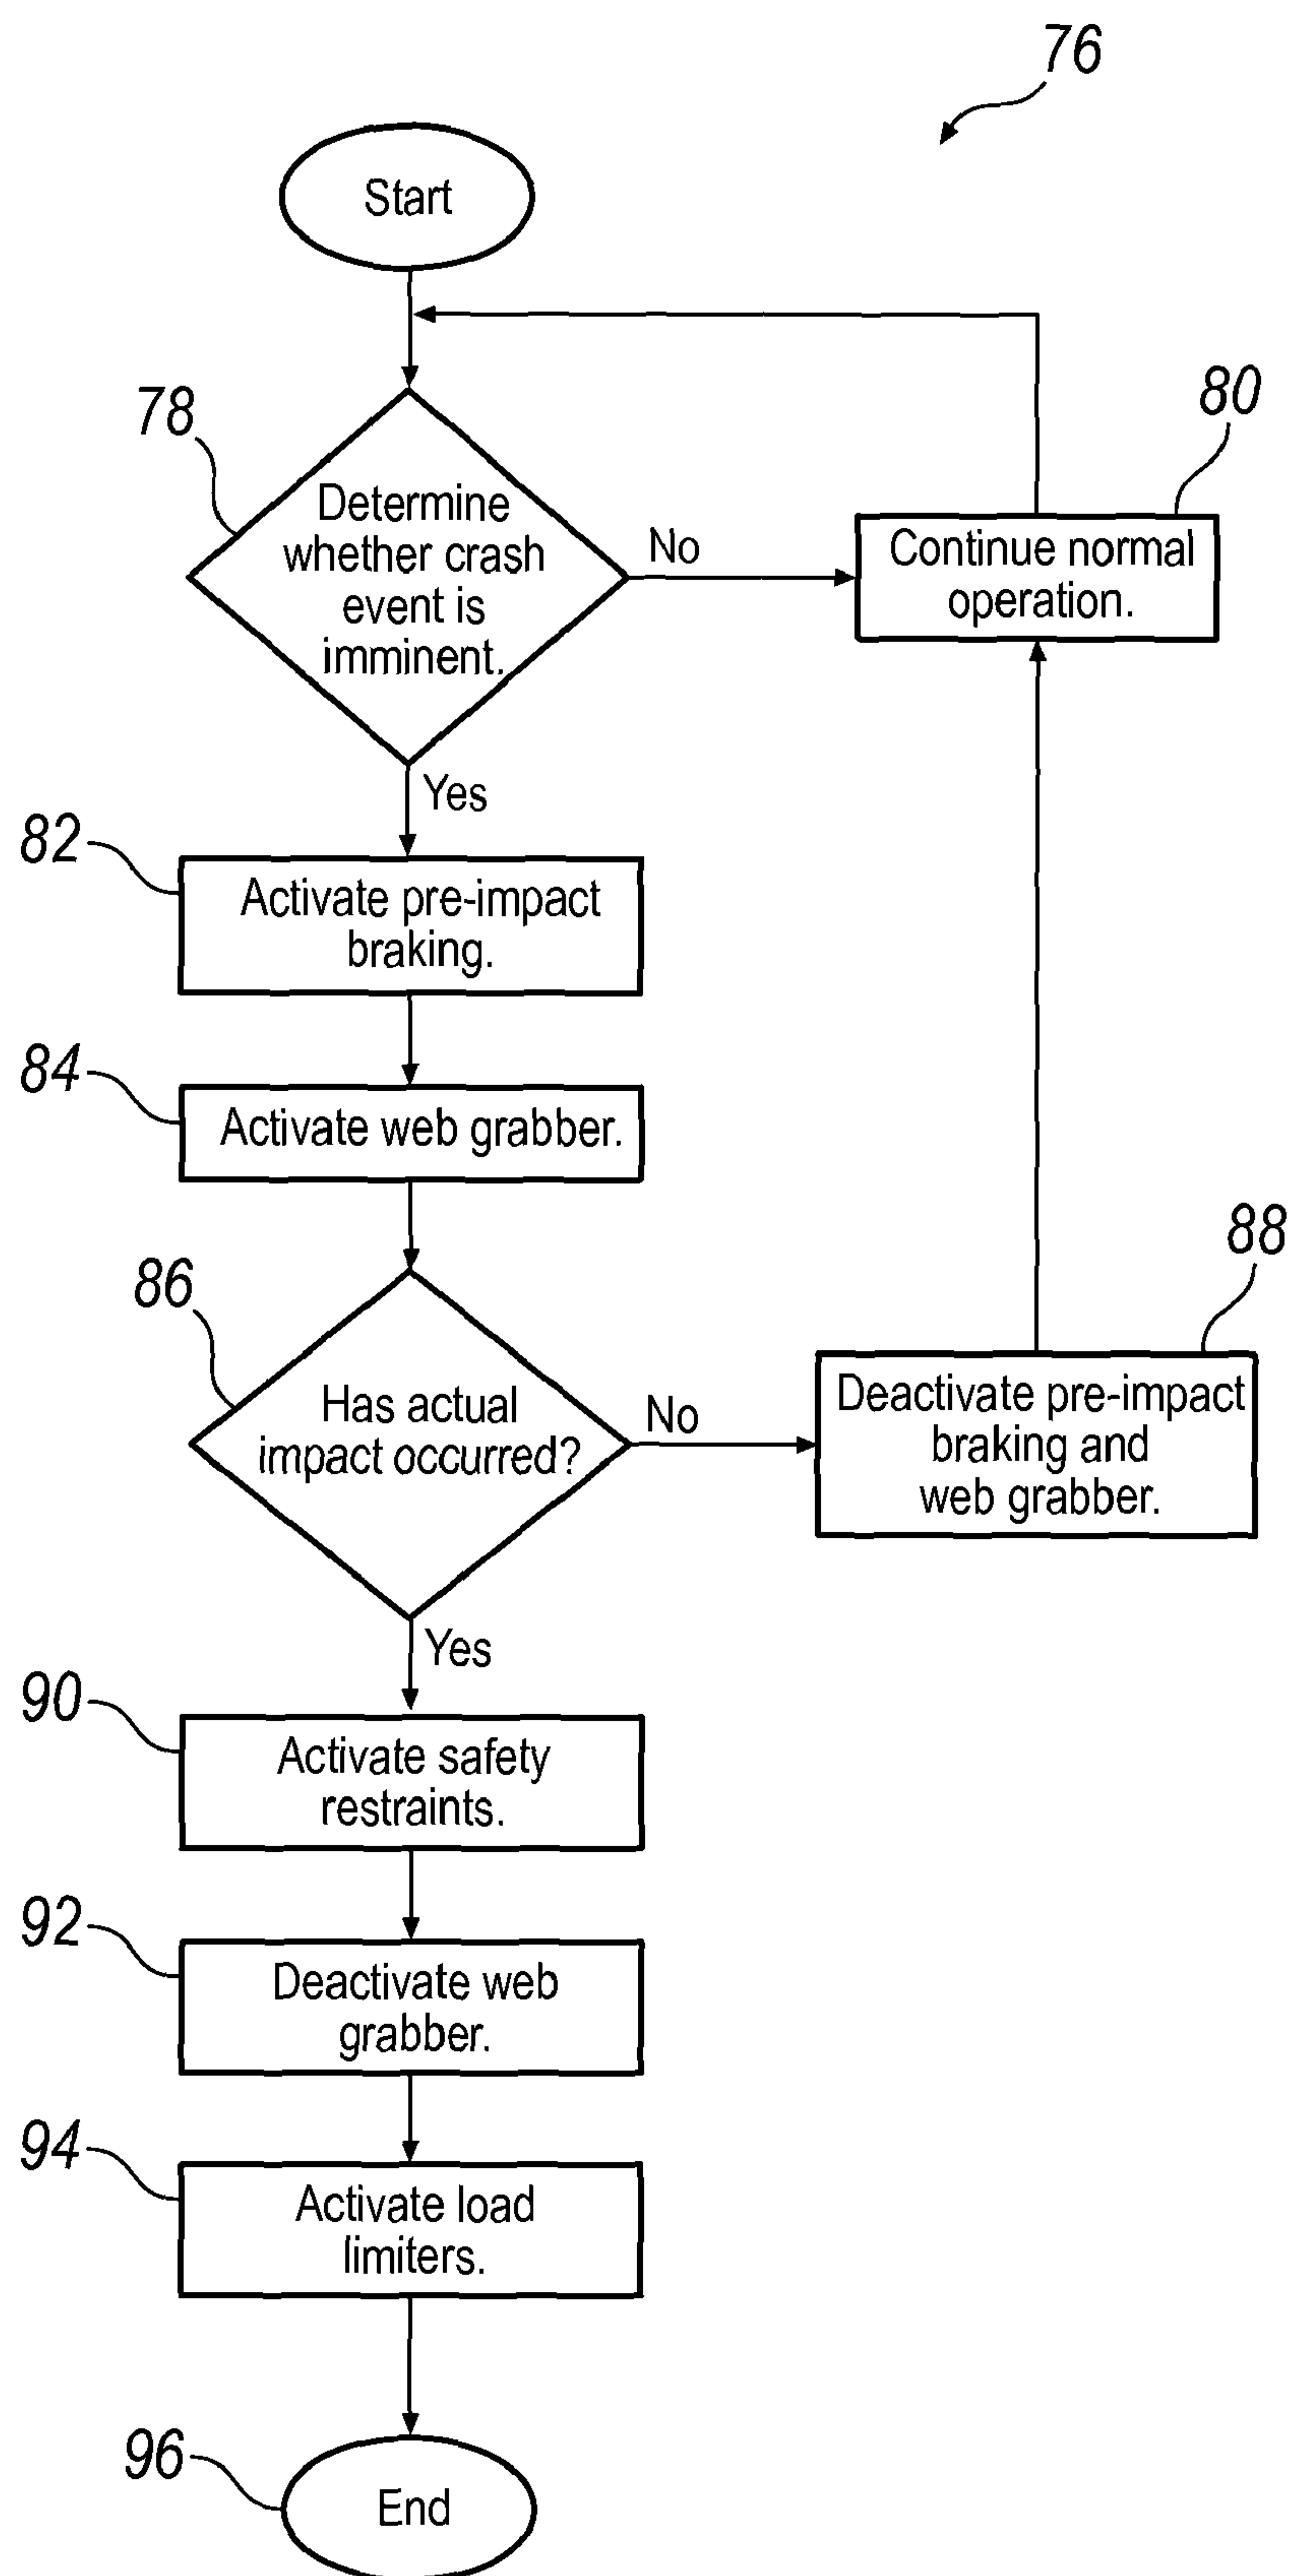 76
Start
78
Determine
whether crash
event is
imminent.
No
80
Continue normal
operation.
Yes
82
Activate pre-impact
braking.
84
Activate web grabber.
86
Has actual
impact occurred?
No
88
Deactivate pre-impact
braking and
web grabber.
Yes
90
Activate safety
restraints.
92
Deactivate web
grabber.
94
Activate load
limiters.
96
End